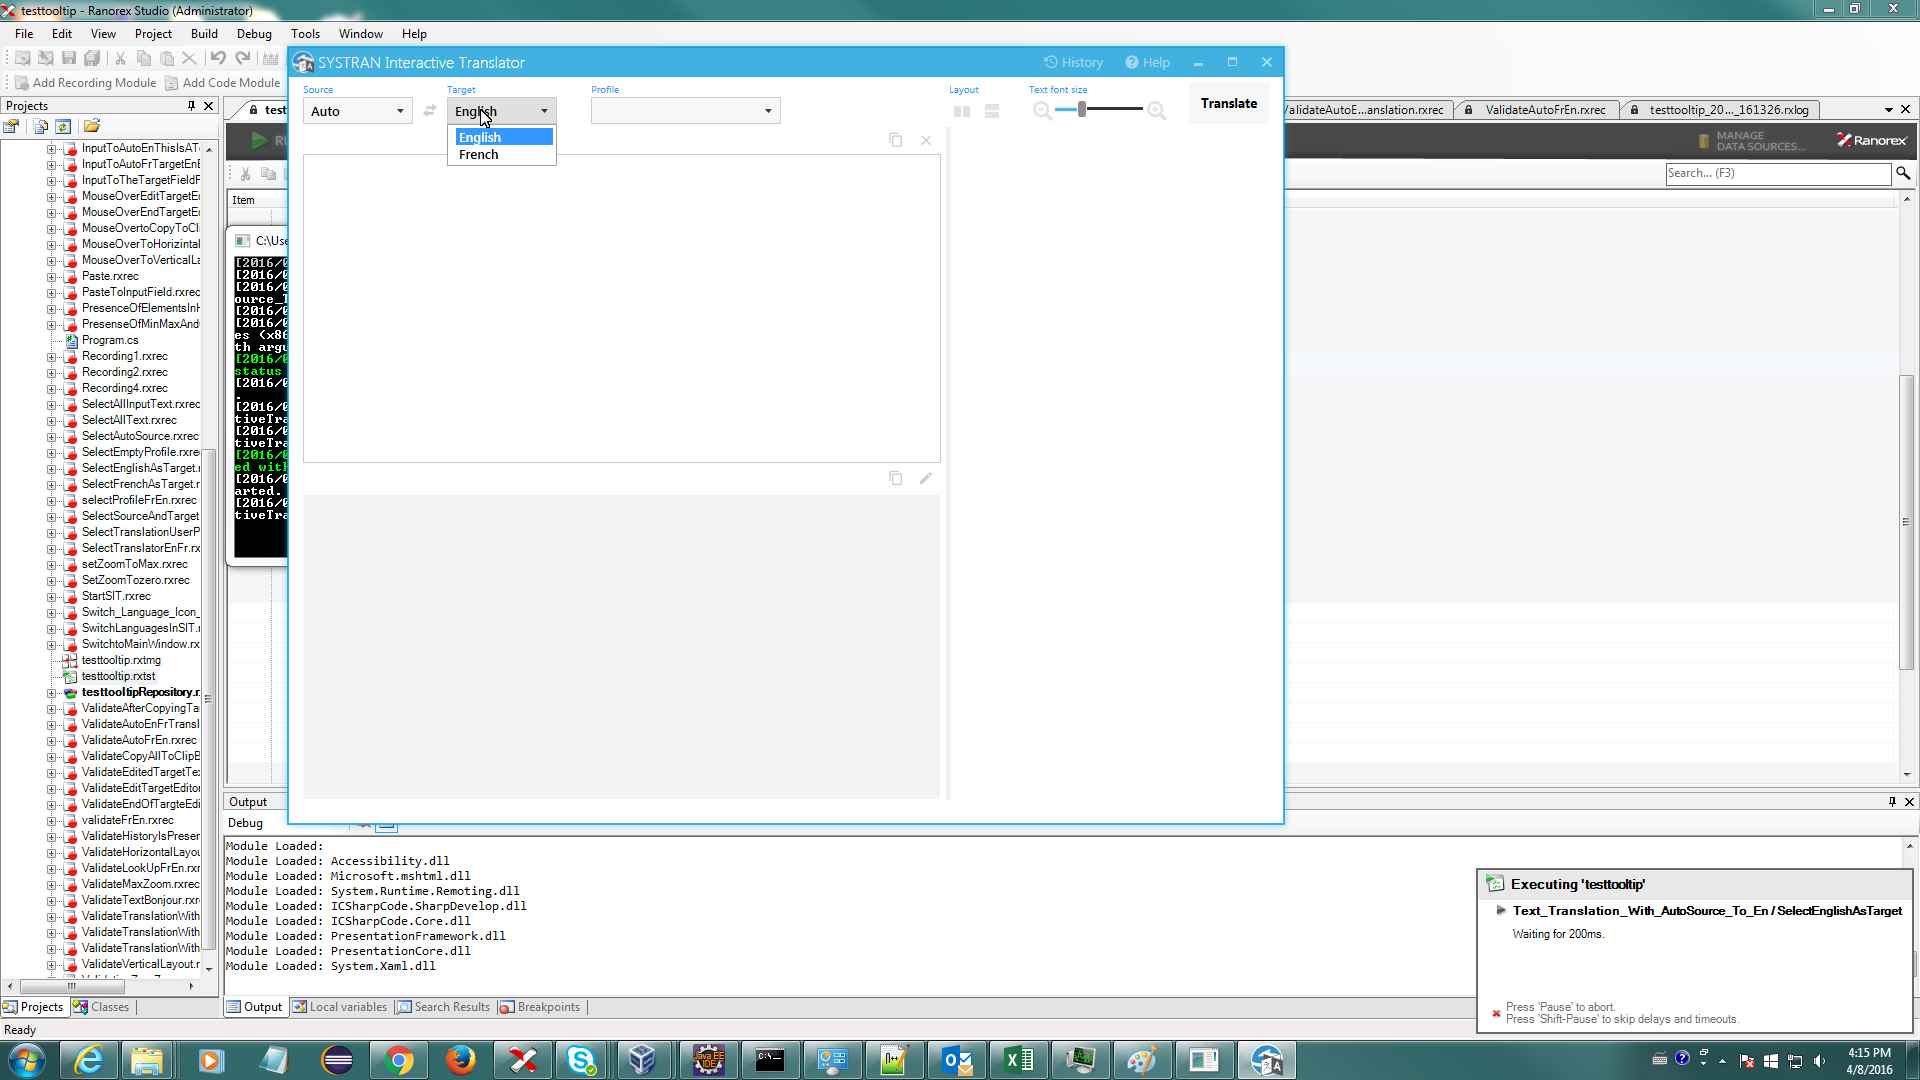 testtooltip - Ranorex Studio (Administrator)
File Edit View Project Build Debug Tools Window Help
Add Recording Module Add Code Module
Projects
InputToAutoEnThisIsAT
InputToAutoFrTargetEnE
InputToTheTargetFieldF
MouseOverEditTargetE
MouseOverEndTargetE
MouseOvertoCopyToCl
MouseOverToHorizintal
MouseOverToVerticalLa
Paste.rxrec
PasteToInputField.rxrec
PresenceOfElementsInH
PresenseOfMinMaxAnd
Program.cs
Recording1.rxrec
Recording2.rxrec
Recording4.rxrec
SelectAllInputText.rxrec
SelectAllText.rxrec
SelectAutoSource.rxrec
SelectEmptyProfile.rxre
SelectEnglishAsTarget.r
SelectFrenchAsTarget.r
selectProfileFrEn.rxrec
SelectSourceAndTarget
SelectTranslationUserP
SelectTranslatorEnFr.rx
setZoomToMax.rxrec
SetZoomTozero.rxrec
StartSIT.rxrec
Switch_Language_Icon_
SwitchLanguagesInSIT.r
SwitchtoMainWindow.rx
testtooltip.rxtmg
testtooltip.rxtst
testtooltipRepository.r
ValidateAfterCopyingTa
ValidateAutoEnFrTransl
ValidateAutoFrEn.rxrec
ValidateCopyAllToClipB
ValidateEditedTargetTe
ValidateEditTargetEditor
ValidateEndOfTargteEdi
validateFrEn.rxrec
ValidateHistoryIsPreser
ValidateHorizontalLayou
ValidateLookUpFrEn.rxr
ValidateMaxZoom.rxrec
ValidateTextBonjour.rxr
ValidateTranslationWith
ValidateTranslationWith
ValidateTranslationWith
ValidateVerticalLayout.r
Projects Classes
Ready
test
ValidateAutoE...anslation.rxrec ValidateAutoFrEn.rxrec testtooltip_20..._161326.rxlog
MANAGE
DATA SOURCES...
Ranorex
Search... (F3)
Item
C:\Use
[2016/0
[2016/0
[2016/0
ource_T
[2016/0
[2016/0
es (x86
th argu
[2016/0
status
[2016/0
.
[2016/0
tiveTra
[2016/0
tiveTra
[2016/0
ed with
[2016/0
arted.
[2016/0
tiveTra
SYSTRAN Interactive Translator
History Help
Source Target Profile Layout Text font size
Auto English Translate
English
French
Output
Debug
Module Loaded:
Module Loaded: Accessibility.dll
Module Loaded: Microsoft.mshtml.dll
Module Loaded: System.Runtime.Remoting.dll
Module Loaded: ICSharpCode.SharpDevelop.dll
Module Loaded: ICSharpCode.Core.dll
Module Loaded: PresentationFramework.dll
Module Loaded: PresentationCore.dll
Module Loaded: System.Xaml.dll
Output Local variables Search Results Breakpoints
Executing 'testtooltip'
Text_Translation_With_AutoSource_To_En / SelectEnglishAsTarget
Waiting for 200ms.
Press 'Pause' to abort.
Press 'Shift-Pause' to skip delays and timeouts.
Java EE
IDE
4:15 PM
4/8/2016